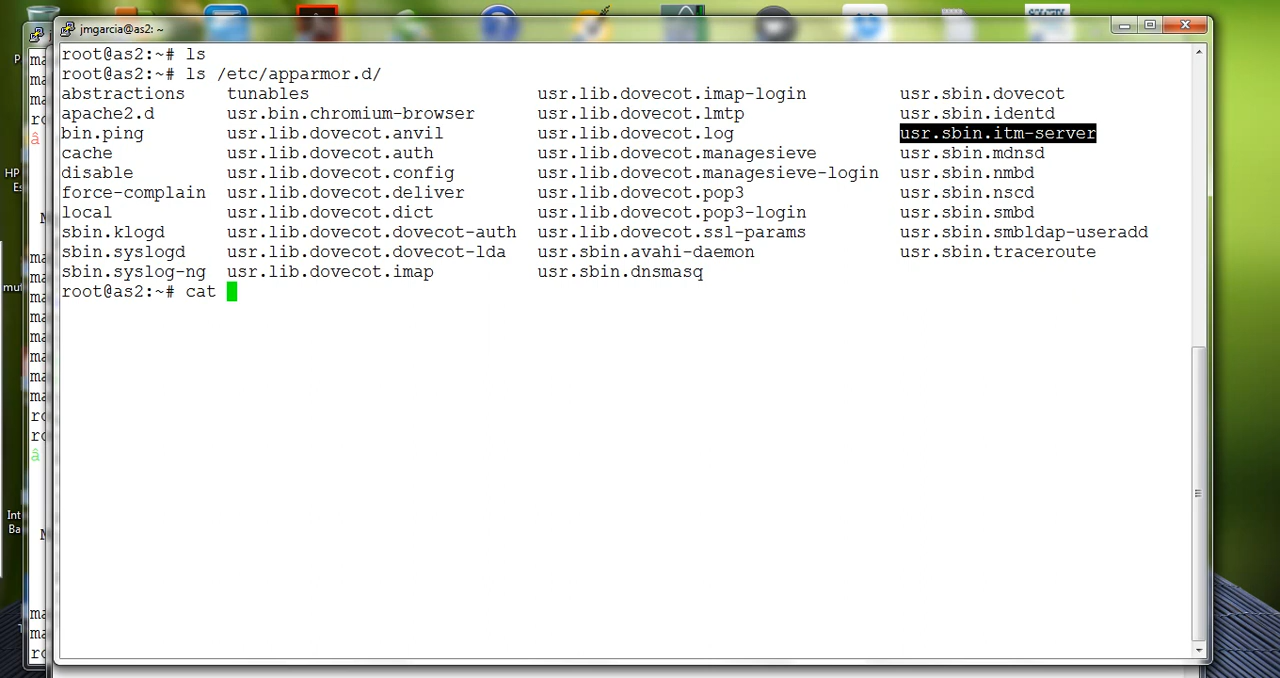 jmgarcia@as2: ~
root@as2:~# ls
root@as2:~# ls /etc/apparmor.d/
abstractions tunables usr.lib.dovecot.imap-login usr.sbin.dovecot
apache2.d usr.bin.chromium-browser usr.lib.dovecot.lmtp usr.sbin.identd
bin.ping usr.lib.dovecot.anvil usr.lib.dovecot.log usr.sbin.itm-server
cache usr.lib.dovecot.auth usr.lib.dovecot.managesieve usr.sbin.mdnsd
disable usr.lib.dovecot.config usr.lib.dovecot.managesieve-login usr.sbin.nmbd
force-complain usr.lib.dovecot.deliver usr.lib.dovecot.pop3 usr.sbin.nscd
local usr.lib.dovecot.dict usr.lib.dovecot.pop3-login usr.sbin.smbd
sbin.klogd usr.lib.dovecot.dovecot-auth usr.lib.dovecot.ssl-params usr.sbin.smbldap-useradd
sbin.syslogd usr.lib.dovecot.dovecot-lda usr.sbin.avahi-daemon usr.sbin.traceroute
sbin.syslog-ng usr.lib.dovecot.imap usr.sbin.dnsmasq
root@as2:~# cat